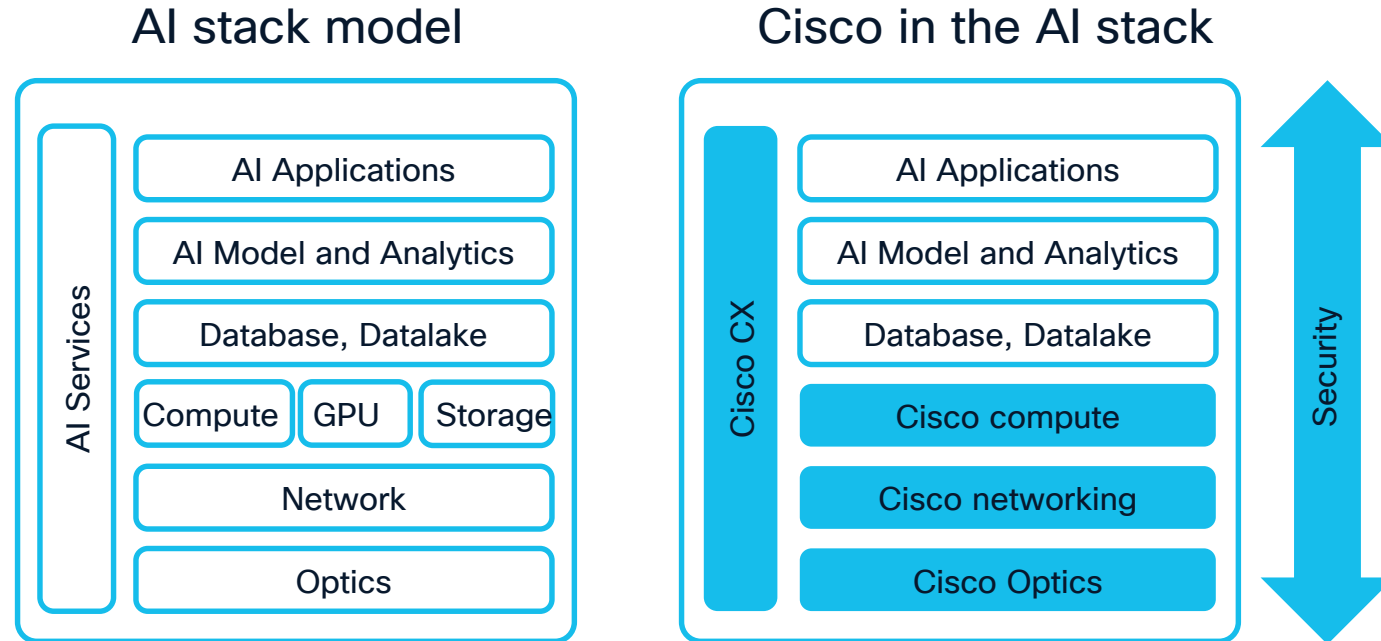 AI stack model
AI Services
AI Applications
AI Model and Analytics
Database, Datalake
Compute
GPU
Storage
Network
Optics
Cisco in the AI stack
Cisco CX
AI Applications
AI Model and Analytics
Database, Datalake
Cisco compute
Cisco networking
Cisco Optics
Security